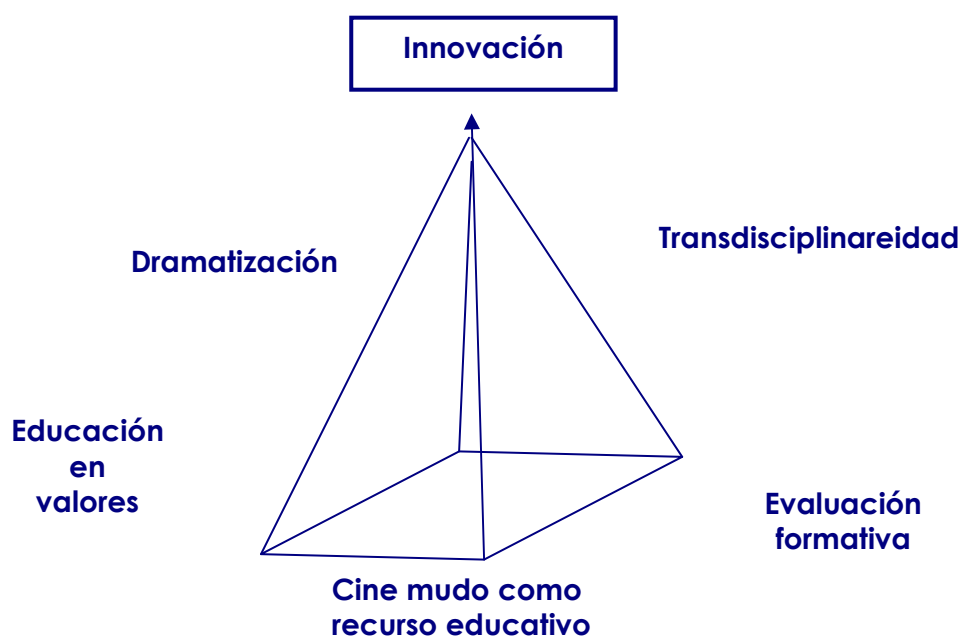 Innovación
Transdisciplinareidad
Dramatización
Educación
en
valores
Evaluación
formativa
Cine mudo como
recurso educativo